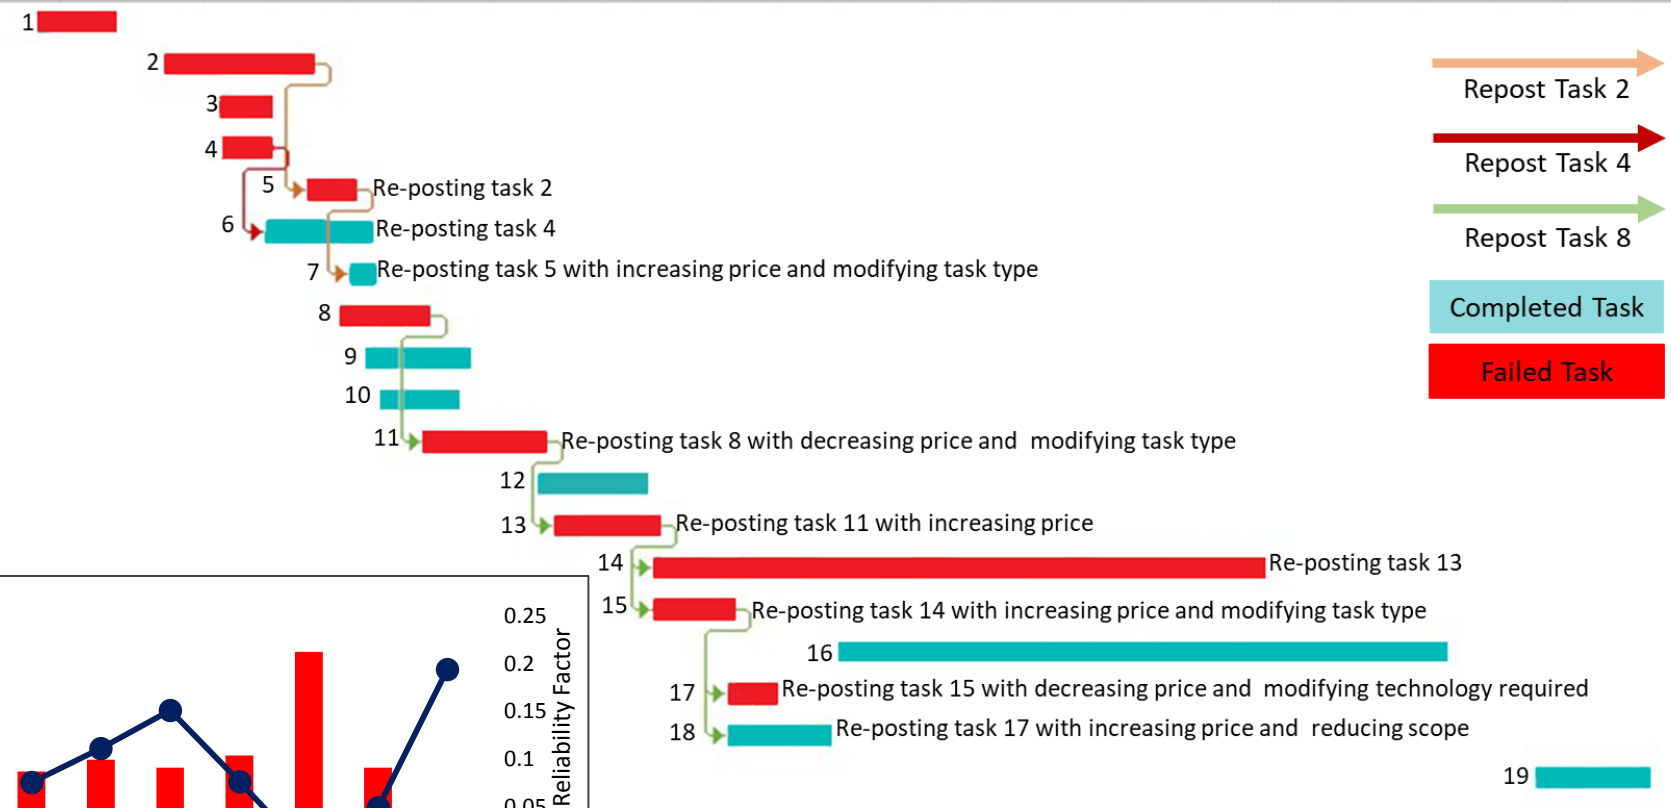 1
2
3
4
5 Re-posting task 2
6 Re-posting task 4
7 Re-posting task 5 with increasing price and modifying task type
8
9
10
11 Re-posting task 8 with decreasing price and modifying task type
12
13 Re-posting task 11 with increasing price
14 Re-posting task 13
15 Re-posting task 14 with increasing price and modifying task type
16
17 Re-posting task 15 with decreasing price and modifying technology required
18 Re-posting task 17 with increasing price and reducing scope
19
Repost Task 2
Repost Task 4
Repost Task 8
Completed Task
Failed Task
0.25
0.2
0.15
0.1
0.05
Reliability Factor